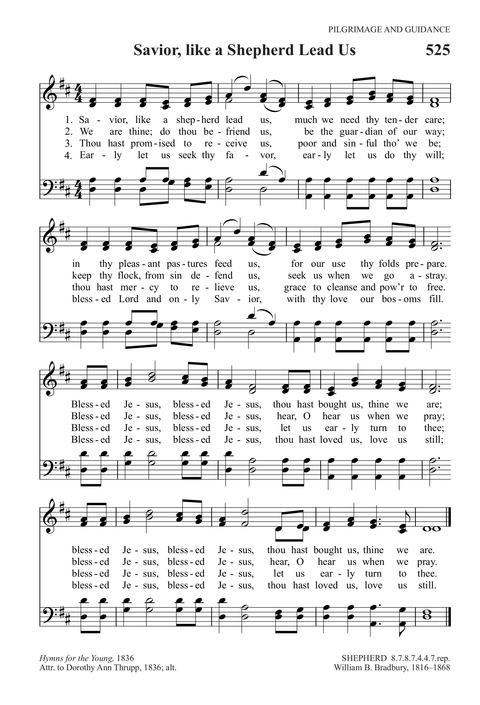 PILGRIMAGE AND GUIDANCE
Savior, like a Shepherd Lead Us 525
1. Sa - vior, like a shep-herd lead us, much we need thy ten - der care;
2. We are thine; do thou be - friend us, be the guar-dian of our way;
3. Thou hast prom-ised to re - ceive us, poor and sin - ful tho' we be;
4. Ear - ly let us seek thy fa - vor, ear - ly let us do thy will;
in thy pleas - ant pas - tures feed us, for our use thy folds pre - pare.
keep thy flock, from sin de - fend us, seek us when we go a - stray.
thou hast mer - cy to re - lieve us, grace to cleanse and pow'r to free.
bless - ed Lord and on - ly Sav - ior, with thy love our bos - oms fill.
Bless - ed Je - sus, bless - ed Je - sus, thou hast bought us, thine we are;
Bless - ed Je - sus, bless - ed Je - sus, hear, O hear us when we pray;
Bless - ed Je - sus, bless - ed Je - sus, let us ear - ly turn to thee;
Bless - ed Je - sus, bless - ed Je - sus, thou hast loved us, love us still;
bless - ed Je - sus, bless - ed Je - sus, thou hast bought us, thine we are.
bless - ed Je - sus, bless - ed Je - sus, hear, O hear us when we pray.
bless - ed Je - sus, bless - ed Je - sus, let us ear - ly turn to thee.
bless - ed Je - sus, bless - ed Je - sus, thou hast loved us, love us still.
Hymns for the Young, 1836 SHEPHERD 8.7.8.7.4.4.7.rep.
Attr. to Dorothy Ann Thrupp, 1836; alt. William B. Bradbury, 1816–1868